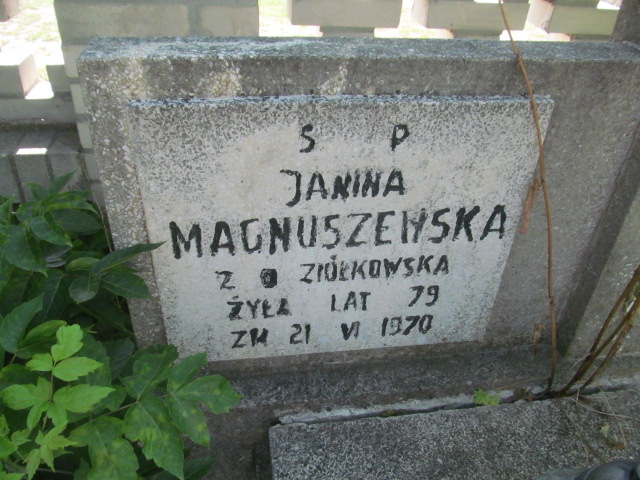 S P
JANINA
MAGNUSZEWSKA
Z D ZIÓŁKOWSKA
ŻYŁA LAT 79
ZM 21 VI 1970